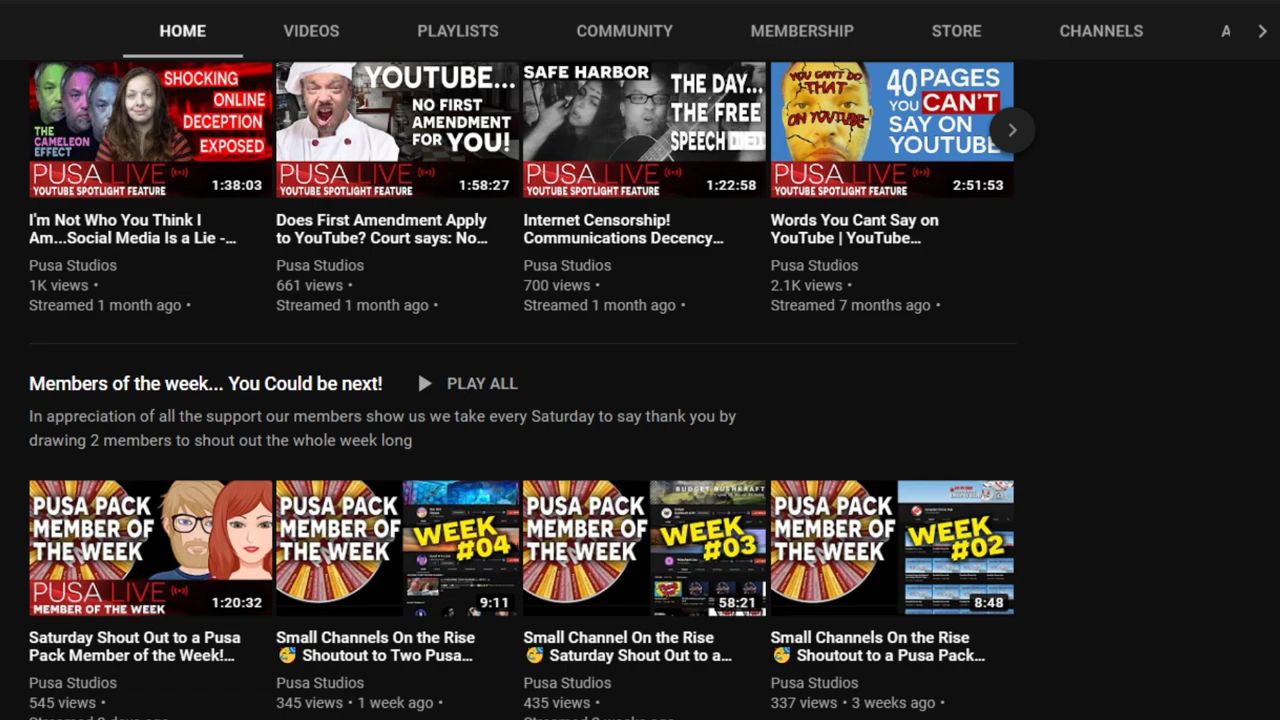 HOME VIDEOS PLAYLISTS COMMUNITY MEMBERSHIP STORE CHANNELS A
SHOCKING
ONLINE
DECEPTION
EXPOSED
THE
CAMELEON
EFFECT
PUSA LIVE
YOUTUBE SPOTLIGHT FEATURE
1:38:03
YOUTUBE...
NO FIRST
AMENDMENT
FOR YOU!
PUSA LIVE
YOUTUBE SPOTLIGHT FEATURE
1:58:27
SAFE HARBOR
THE DAY...
THE FREE
SPEECH DIED
PUSA LIVE
YOUTUBE SPOTLIGHT FEATURE
1:22:58
YOU CAN'T DO
THAT
ON YOUTUBE
40 PAGES
YOU CAN'T
SAY ON
YOUTUBE
PUSA LIVE
YOUTUBE SPOTLIGHT FEATURE
2:51:53
I'm Not Who You Think I
Am...Social Media Is a Lie -...
Pusa Studios
1K views •
Streamed 1 month ago •
Does First Amendment Apply
to YouTube? Court says: No...
Pusa Studios
661 views •
Streamed 1 month ago •
Internet Censorship!
Communications Decency...
Pusa Studios
700 views •
Streamed 1 month ago •
Words You Cant Say on
YouTube | YouTube...
Pusa Studios
2.1K views •
Streamed 7 months ago •
Members of the week... You Could be next! PLAY ALL
In appreciation of all the support our members show us we take every Saturday to say thank you by
drawing 2 members to shout out the whole week long
PUSA PACK
MEMBER OF
THE WEEK
PUSA LIVE
MEMBER OF THE WEEK
1:20:32
PUSA PACK
MEMBER OF
THE WEEK
WEEK
#04
9:11
PUSA PACK
MEMBER OF
THE WEEK
BUDGET BUSHKRAFT
WEEK
#03
58:21
PUSA PACK
MEMBER OF
THE WEEK
WEEK
#02
8:48
Saturday Shout Out to a Pusa
Pack Member of the Week!...
Pusa Studios
545 views •
Small Channels On the Rise
🥳 Shoutout to Two Pusa...
Pusa Studios
345 views • 1 week ago •
Small Channel On the Rise
🥳 Saturday Shout Out to a...
Pusa Studios
435 views •
Small Channels On the Rise
🥳 Shoutout to a Pusa Pack...
Pusa Studios
337 views • 3 weeks ago •